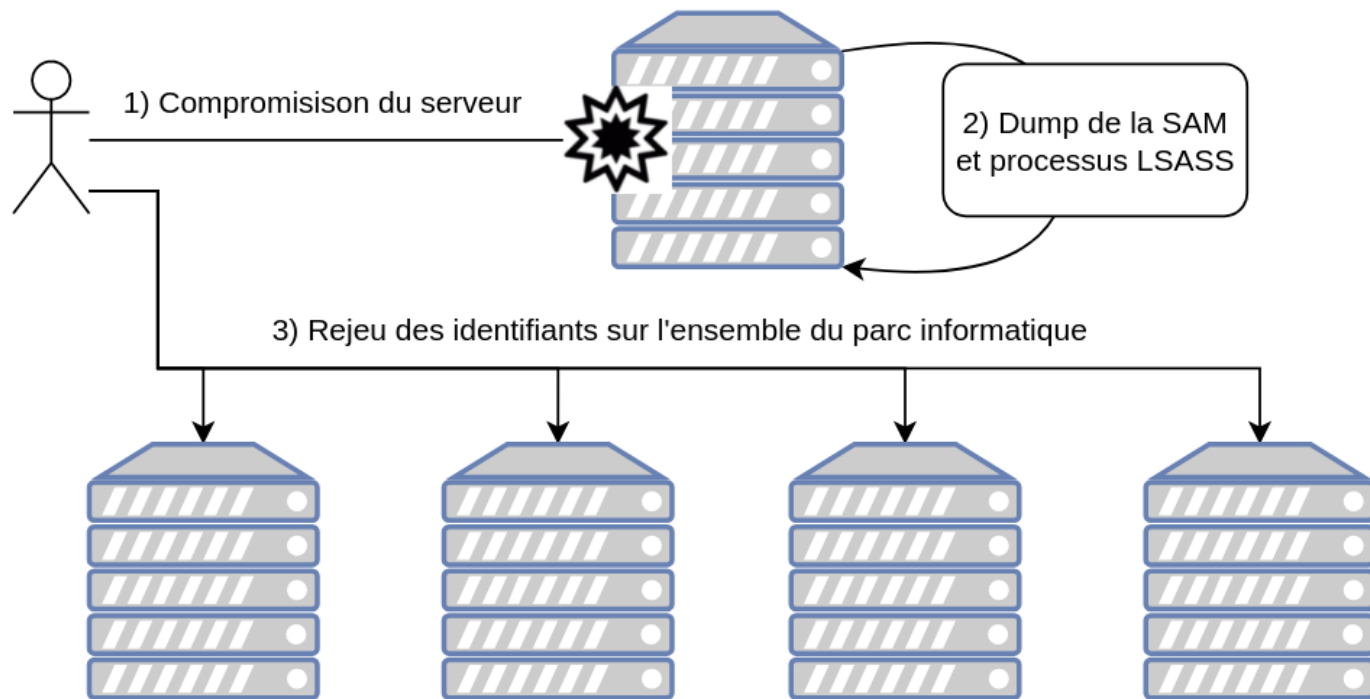 1) Compromisison du serveur
2) Dump de la SAM
et processus LSASS
3) Rejeu des identifiants sur l'ensemble du parc informatique